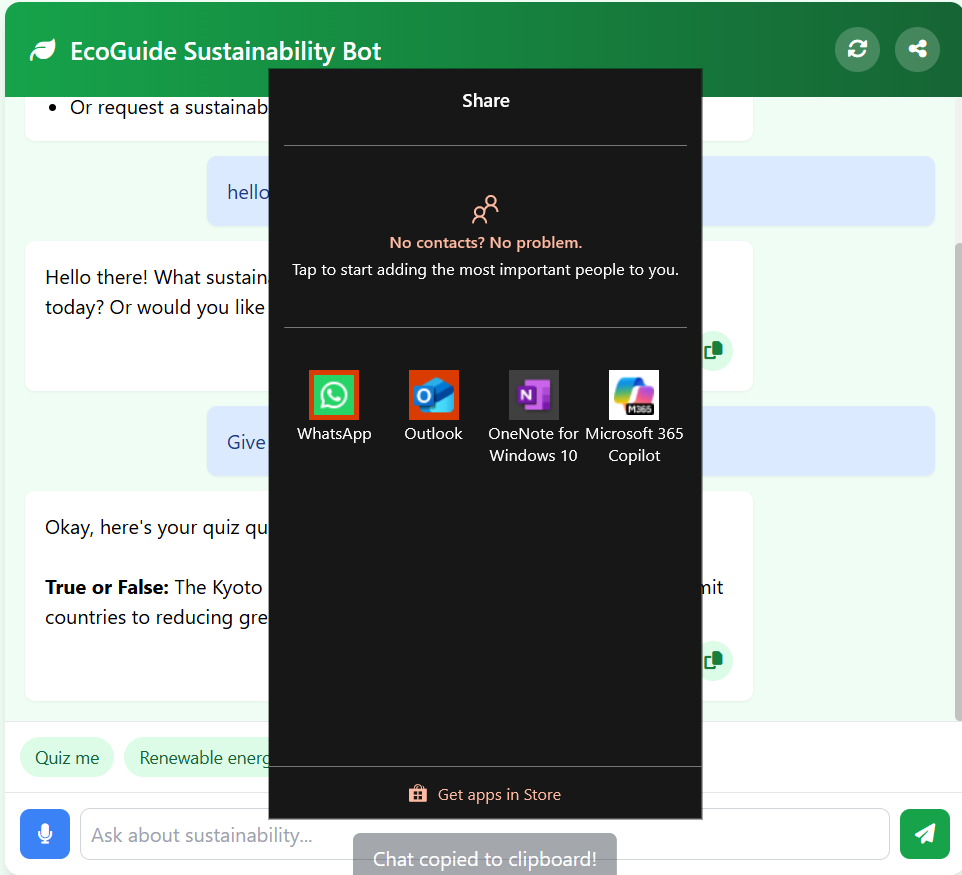 EcoGuide Sustainability Bot
Share
Or request a sustainab
hello
No contacts? No problem.
Tap to start adding the most important people to you.
Hello there! What sustain
today? Or would you like
WhatsApp
Outlook
OneNote for Windows 10
Microsoft 365 Copilot
M365
Give
Okay, here's your quiz qu
True or False: The Kyoto mit
countries to reducing gre
Quiz me
Renewable energ
Get apps in Store
Ask about sustainability...
Chat copied to clipboard!